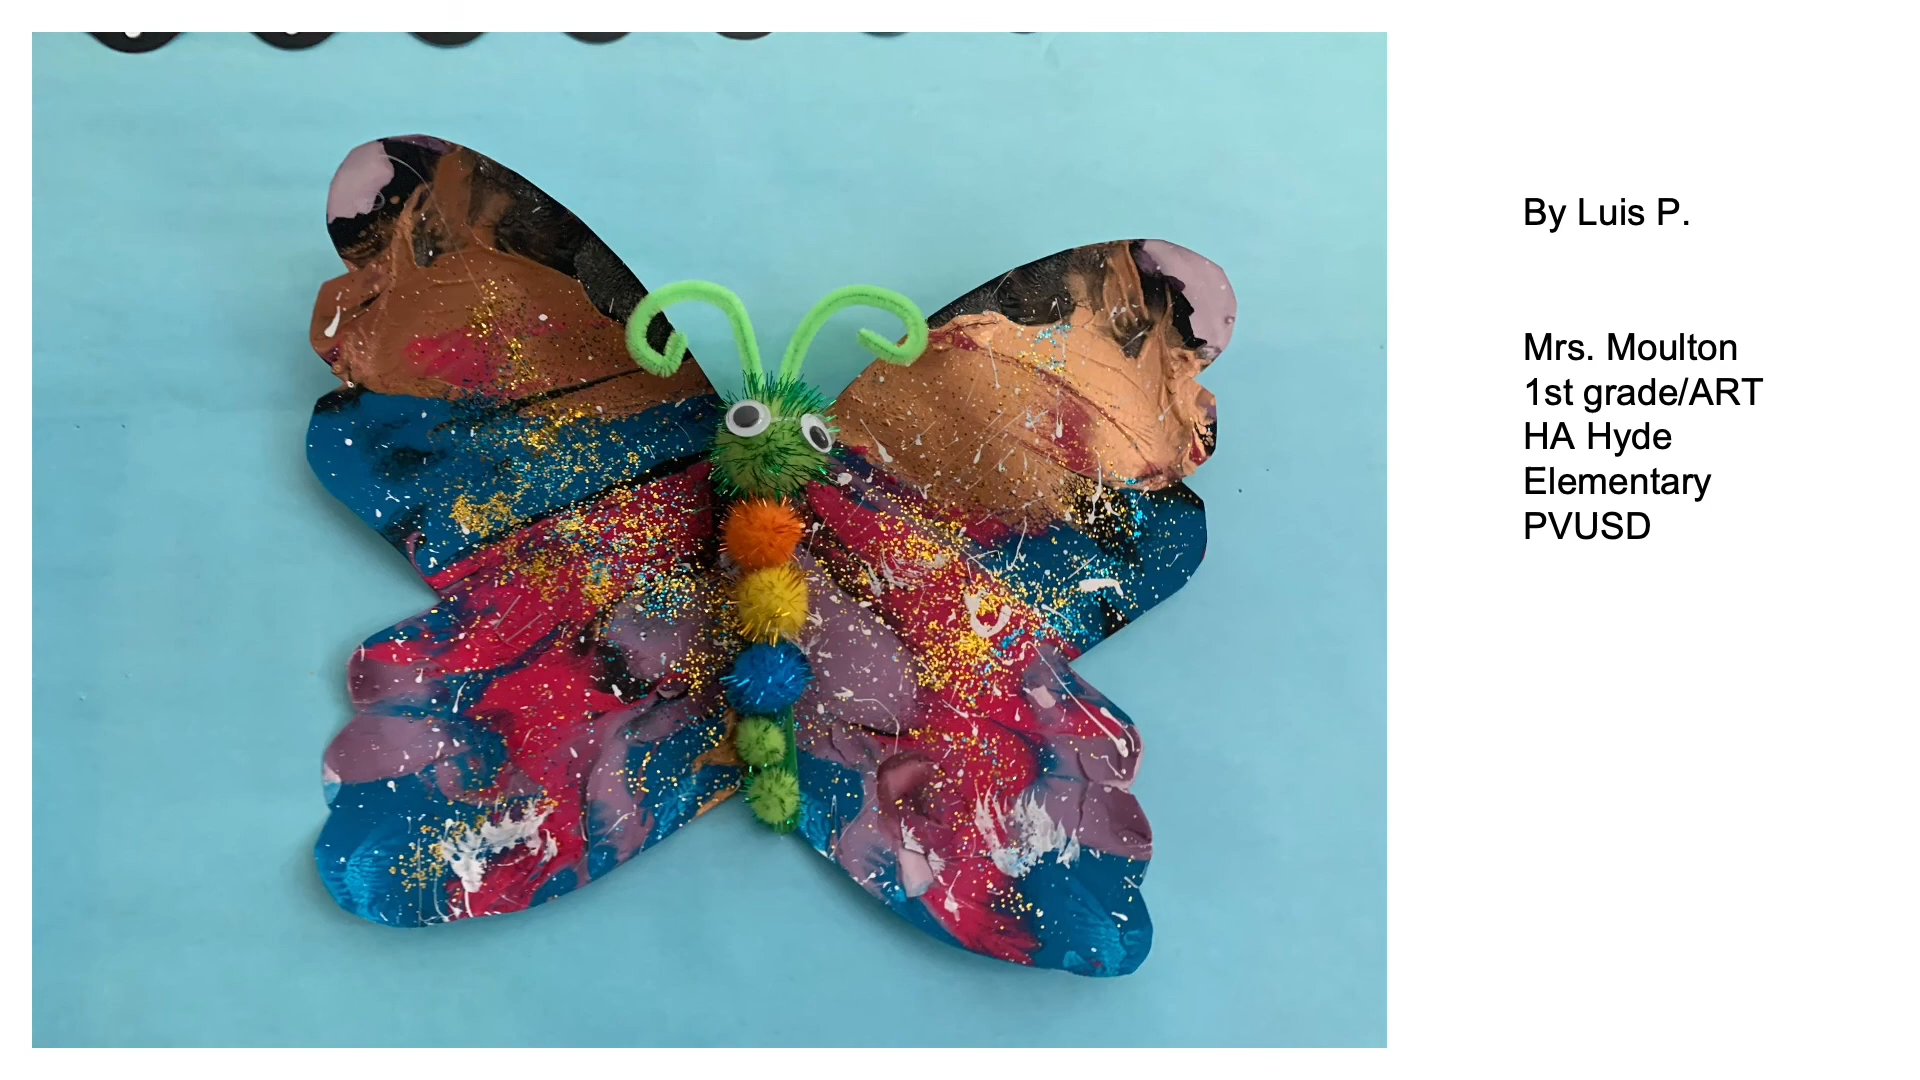 By Luis P.
Mrs. Moulton
1st grade/ART
HA Hyde
Elementary
PVUSD